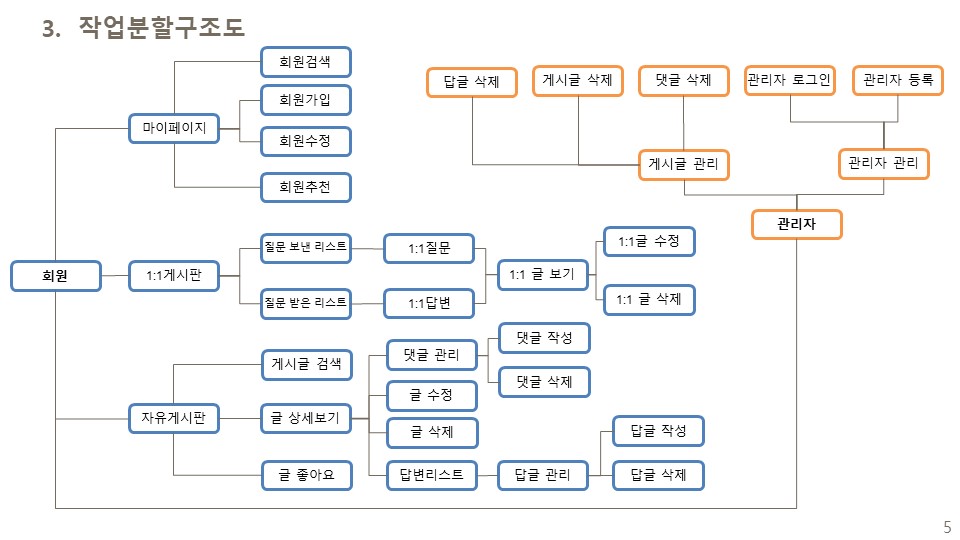 3. 작업분할구조도
회원검색
회원가입
마이페이지
회원수정
회원추천
답글 삭제
게시글 삭제
댓글 삭제
관리자 로그인
관리자 등록
게시글 관리
관리자 관리
관리자
회원
1:1게시판
질문 보낸 리스트
1:1질문
질문 받은 리스트
1:1답변
1:1 글 보기
1:1글 수정
1:1 글 삭제
자유게시판
게시글 검색
글 상세보기
글 좋아요
댓글 관리
댓글 작성
댓글 삭제
글 수정
글 삭제
답변리스트
답글 관리
답글 작성
답글 삭제
5